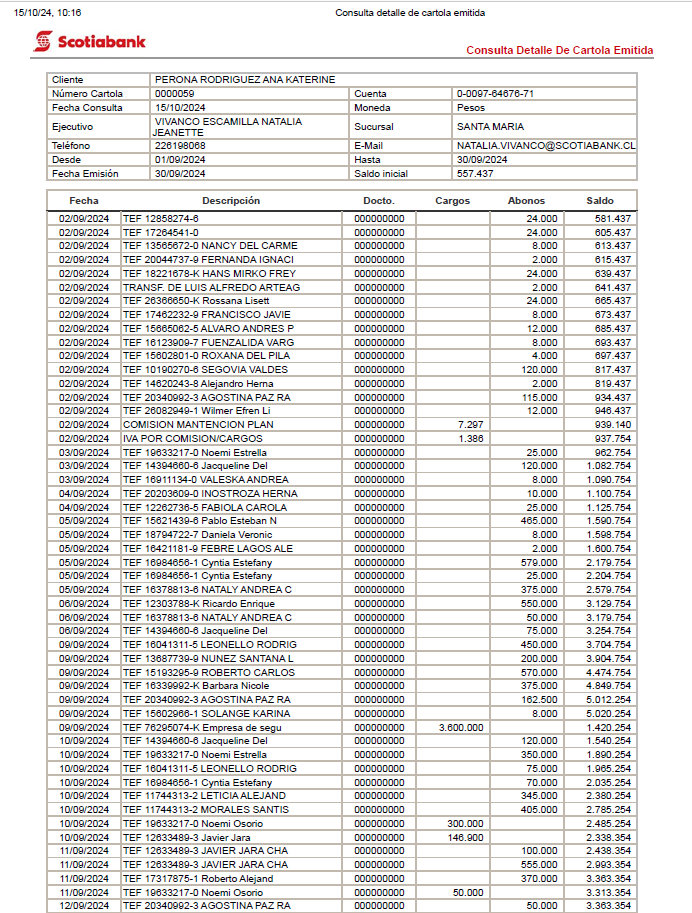 15/10/24, 10:16 Consulta detalle de cartola emitida
Scotiabank
Consulta Detalle De Cartola Emitida
Cliente PERONA RODRIGUEZ ANA KATERINE
Número Cartola 0000059 Cuenta 0-0097-64676-71
Fecha Consulta 15/10/2024 Moneda Pesos
Ejecutivo VIVANCO ESCAMILLA NATALIA JEANETTE Sucursal SANTA MARIA
Teléfono 226198068 E-Mail NATALIA.VIVANCO@SCOTIABANK.CL
Desde 01/09/2024 Hasta 30/09/2024
Fecha Emisión 30/09/2024 Saldo inicial 557.437
Fecha Descripción Docto. Cargos Abonos Saldo
02/09/2024 TEF 12858274-6 000000000 24.000 581.437
02/09/2024 TEF 17264541-0 000000000 24.000 605.437
02/09/2024 TEF 13565672-0 NANCY DEL CARME 000000000 8.000 613.437
02/09/2024 TEF 20044737-9 FERNANDA IGNACI 000000000 2.000 615.437
02/09/2024 TEF 18221678-K HANS MIRKO FREY 000000000 24.000 639.437
02/09/2024 TRANSF. DE LUIS ALFREDO ARTEAG 000000000 2.000 641.437
02/09/2024 TEF 26366650-K Rossana Lisett 000000000 24.000 665.437
02/09/2024 TEF 17462232-9 FRANCISCO JAVIE 000000000 8.000 673.437
02/09/2024 TEF 15665062-5 ALVARO ANDRES P 000000000 12.000 685.437
02/09/2024 TEF 16123909-7 FUENZALIDA VARG 000000000 8.000 693.437
02/09/2024 TEF 15602801-0 ROXANA DEL PILA 000000000 4.000 697.437
02/09/2024 TEF 10190270-6 SEGOVIA VALDES 000000000 120.000 817.437
02/09/2024 TEF 14620243-8 Alejandro Herna 000000000 2.000 819.437
02/09/2024 TEF 20340992-3 AGOSTINA PAZ RA 000000000 115.000 934.437
02/09/2024 TEF 26082949-1 Wilmer Efren Li 000000000 12.000 946.437
02/09/2024 COMISION MANTENCION PLAN 000000000 7.297 939.140
02/09/2024 IVA POR COMISION/CARGOS 000000000 1.386 937.754
03/09/2024 TEF 19633217-0 Noemi Estrella 000000000 25.000 962.754
03/09/2024 TEF 14394660-6 Jacqueline Del 000000000 120.000 1.082.754
03/09/2024 TEF 16911134-0 VALESKA ANDREA 000000000 8.000 1.090.754
04/09/2024 TEF 20203609-0 INOSTROZA HERNA 000000000 10.000 1.100.754
04/09/2024 TEF 12262736-5 FABIOLA CAROLA 000000000 25.000 1.125.754
05/09/2024 TEF 15621439-6 Pablo Esteban N 000000000 465.000 1.590.754
05/09/2024 TEF 18794722-7 Daniela Veronic 000000000 8.000 1.598.754
05/09/2024 TEF 16421181-9 FEBRE LAGOS ALE 000000000 2.000 1.600.754
05/09/2024 TEF 16984656-1 Cyntia Estefany 000000000 579.000 2.179.754
05/09/2024 TEF 16984656-1 Cyntia Estefany 000000000 25.000 2.204.754
05/09/2024 TEF 16378813-6 NATALY ANDREA C 000000000 375.000 2.579.754
06/09/2024 TEF 12303788-K Ricardo Enrique 000000000 550.000 3.129.754
06/09/2024 TEF 16378813-6 NATALY ANDREA C 000000000 50.000 3.179.754
06/09/2024 TEF 14394660-6 Jacqueline Del 000000000 75.000 3.254.754
09/09/2024 TEF 16041311-5 LEONELLO RODRIG 000000000 450.000 3.704.754
09/09/2024 TEF 13687739-9 NUNEZ SANTANA L 000000000 200.000 3.904.754
09/09/2024 TEF 15193295-9 ROBERTO CARLOS 000000000 570.000 4.474.754
09/09/2024 TEF 16339992-K Barbara Nicole 000000000 375.000 4.849.754
09/09/2024 TEF 20340992-3 AGOSTINA PAZ RA 000000000 162.500 5.012.254
09/09/2024 TEF 15602966-1 SOLANGE KARINA 000000000 8.000 5.020.254
09/09/2024 TEF 76295074-K Empresa de segu 000000000 3.600.000 1.420.254
10/09/2024 TEF 14394660-6 Jacqueline Del 000000000 120.000 1.540.254
10/09/2024 TEF 19633217-0 Noemi Estrella 000000000 350.000 1.890.254
10/09/2024 TEF 16041311-5 LEONELLO RODRIG 000000000 75.000 1.965.254
10/09/2024 TEF 16984656-1 Cyntia Estefany 000000000 70.000 2.035.254
10/09/2024 TEF 11744313-2 LETICIA ALEJAND 000000000 345.000 2.380.254
10/09/2024 TEF 11744313-2 MORALES SANTIS 000000000 405.000 2.785.254
10/09/2024 TEF 19633217-0 Noemi Osorio 000000000 300.000 2.485.254
10/09/2024 TEF 12633489-3 Javier Jara 000000000 146.900 2.338.354
11/09/2024 TEF 12633489-3 JAVIER JARA CHA 000000000 100.000 2.438.354
11/09/2024 TEF 12633489-3 JAVIER JARA CHA 000000000 555.000 2.993.354
11/09/2024 TEF 17317875-1 Roberto Alejand 000000000 370.000 3.363.354
11/09/2024 TEF 19633217-0 Noemi Osorio 000000000 50.000 3.313.354
12/09/2024 TEF 20340992-3 AGOSTINA PAZ RA 000000000 50.000 3.363.354